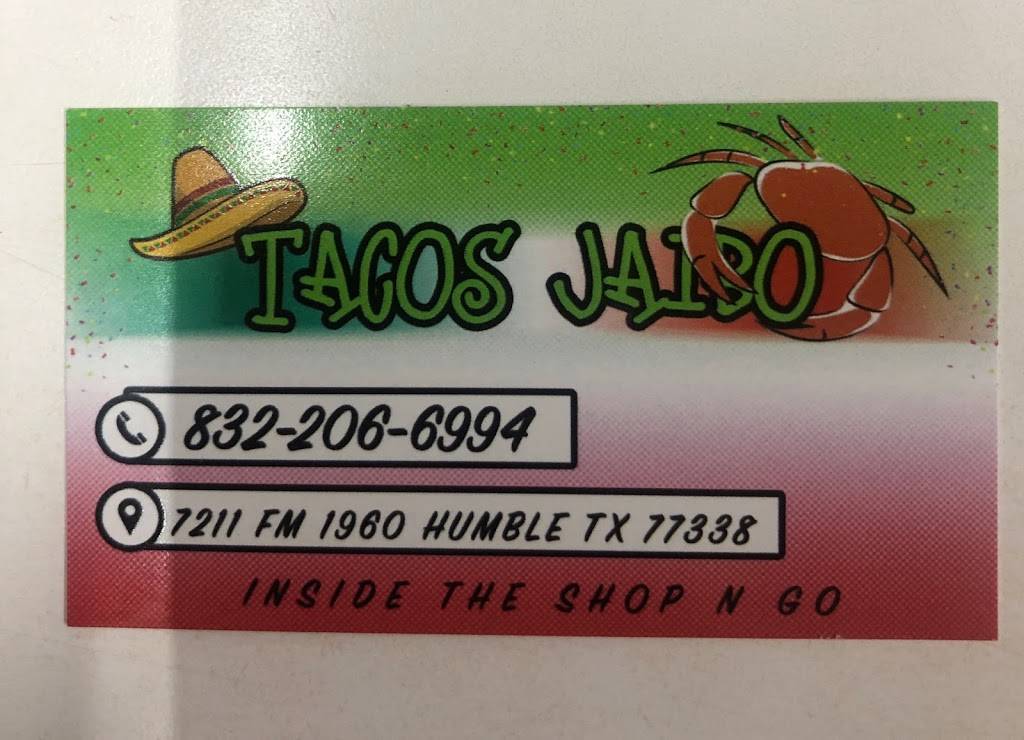 TACOS JAIBO
832-206-6994
7211 FM 1960 HUMBLE TX 77338
INSIDE THE SHOP N GO